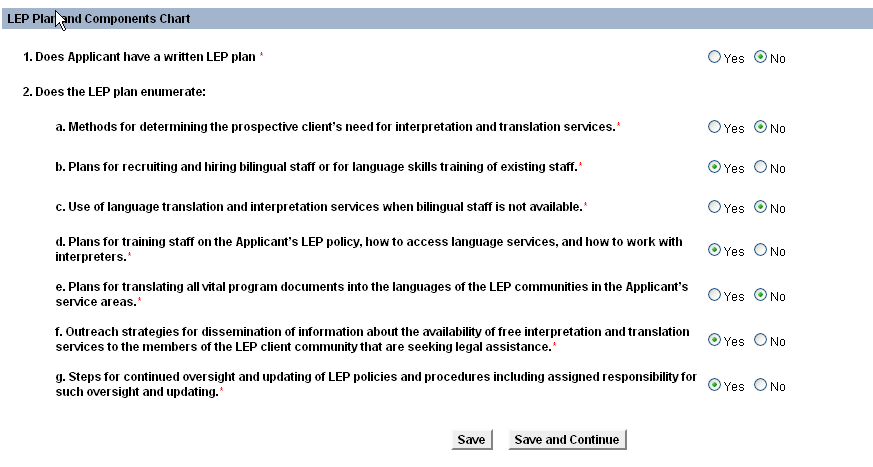 LEP Plan and Components Chart
1. Does Applicant have a written LEP plan * Yes No
2. Does the LEP plan enumerate:
a. Methods for determining the prospective client's need for interpretation and translation services.* Yes No
b. Plans for recruiting and hiring bilingual staff or for language skills training of existing staff.* Yes No
c. Use of language translation and interpretation services when bilingual staff is not available.* Yes No
d. Plans for training staff on the Applicant's LEP policy, how to access language services, and how to work with
interpreters.* Yes No
e. Plans for translating all vital program documents into the languages of the LEP communities in the Applicant's
service areas.* Yes No
f. Outreach strategies for dissemination of information about the availability of free interpretation and translation
services to the members of the LEP client community that are seeking legal assistance.* Yes No
g. Steps for continued oversight and updating of LEP policies and procedures including assigned responsibility for
such oversight and updating.* Yes No
Save Save and Continue